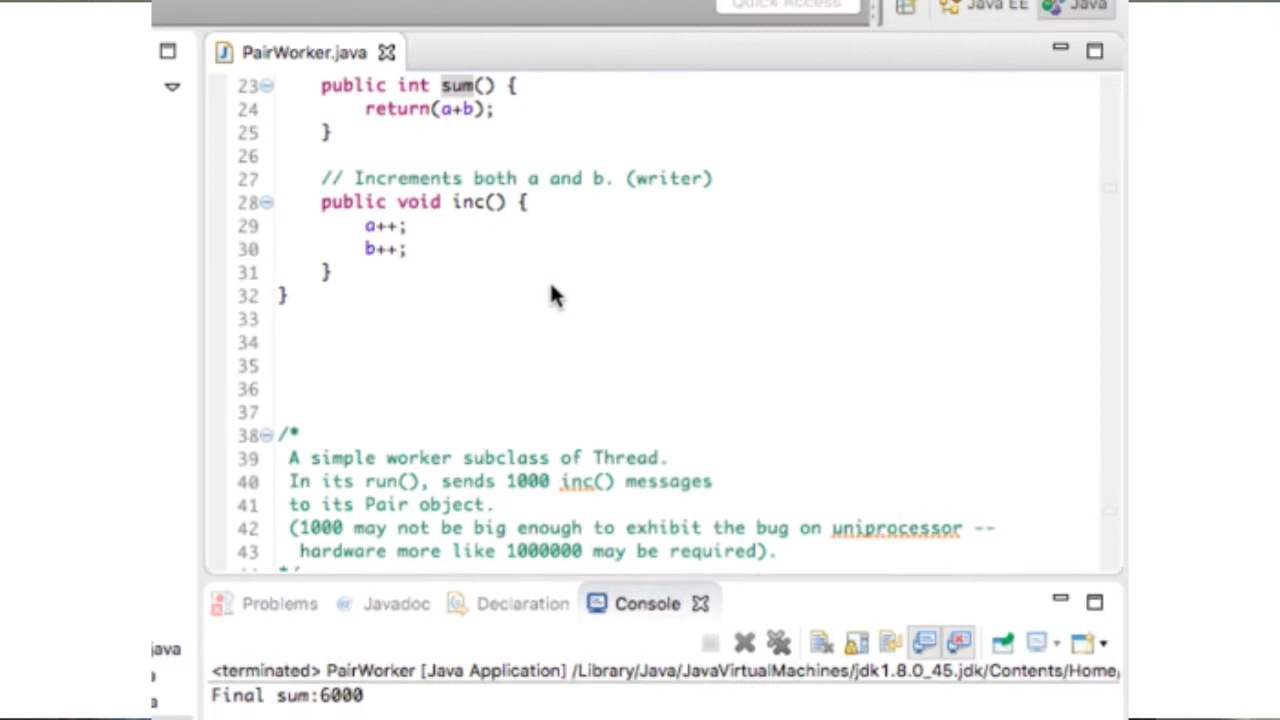 Quick Access
Java EE
Java
PairWorker.java
23 public int sum() {
24 return(a+b);
25 }
26
27 // Increments both a and b. (writer)
28 public void inc() {
29 a++;
30 b++;
31 }
32 }
33
34
35
36
37
38 /*
39 A simple worker subclass of Thread.
40 In its run(), sends 1000 inc() messages
41 to its Pair object.
42 (1000 may not be big enough to exhibit the bug on uniprocessor --
43 hardware more like 1000000 may be required).
*/
Problems
Javadoc
Declaration
Console
java
<terminated> PairWorker [Java Application] /Library/Java/JavaVirtualMachines/jdk1.8.0_45.jdk/Contents/Home/
Final sum:6000